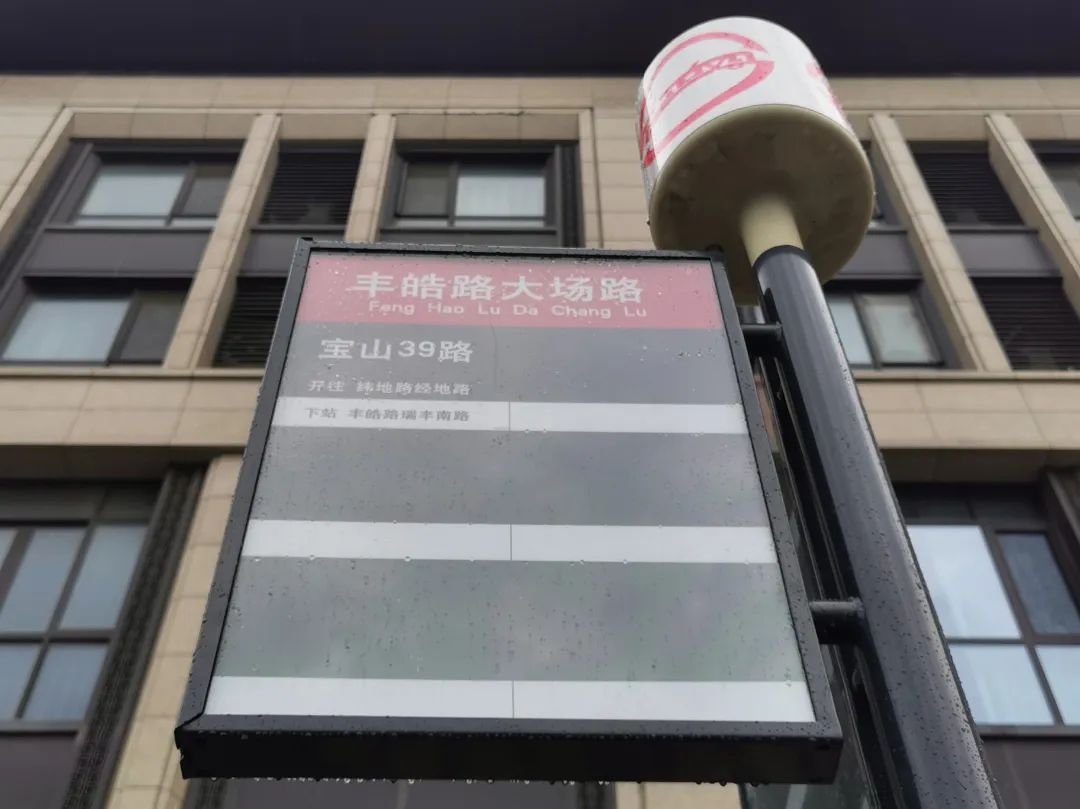 丰皓路大场路
Feng Hao Lu Da Chang Lu
宝山39路
开往 纬地路经地路
下站 丰皓路瑞丰南路